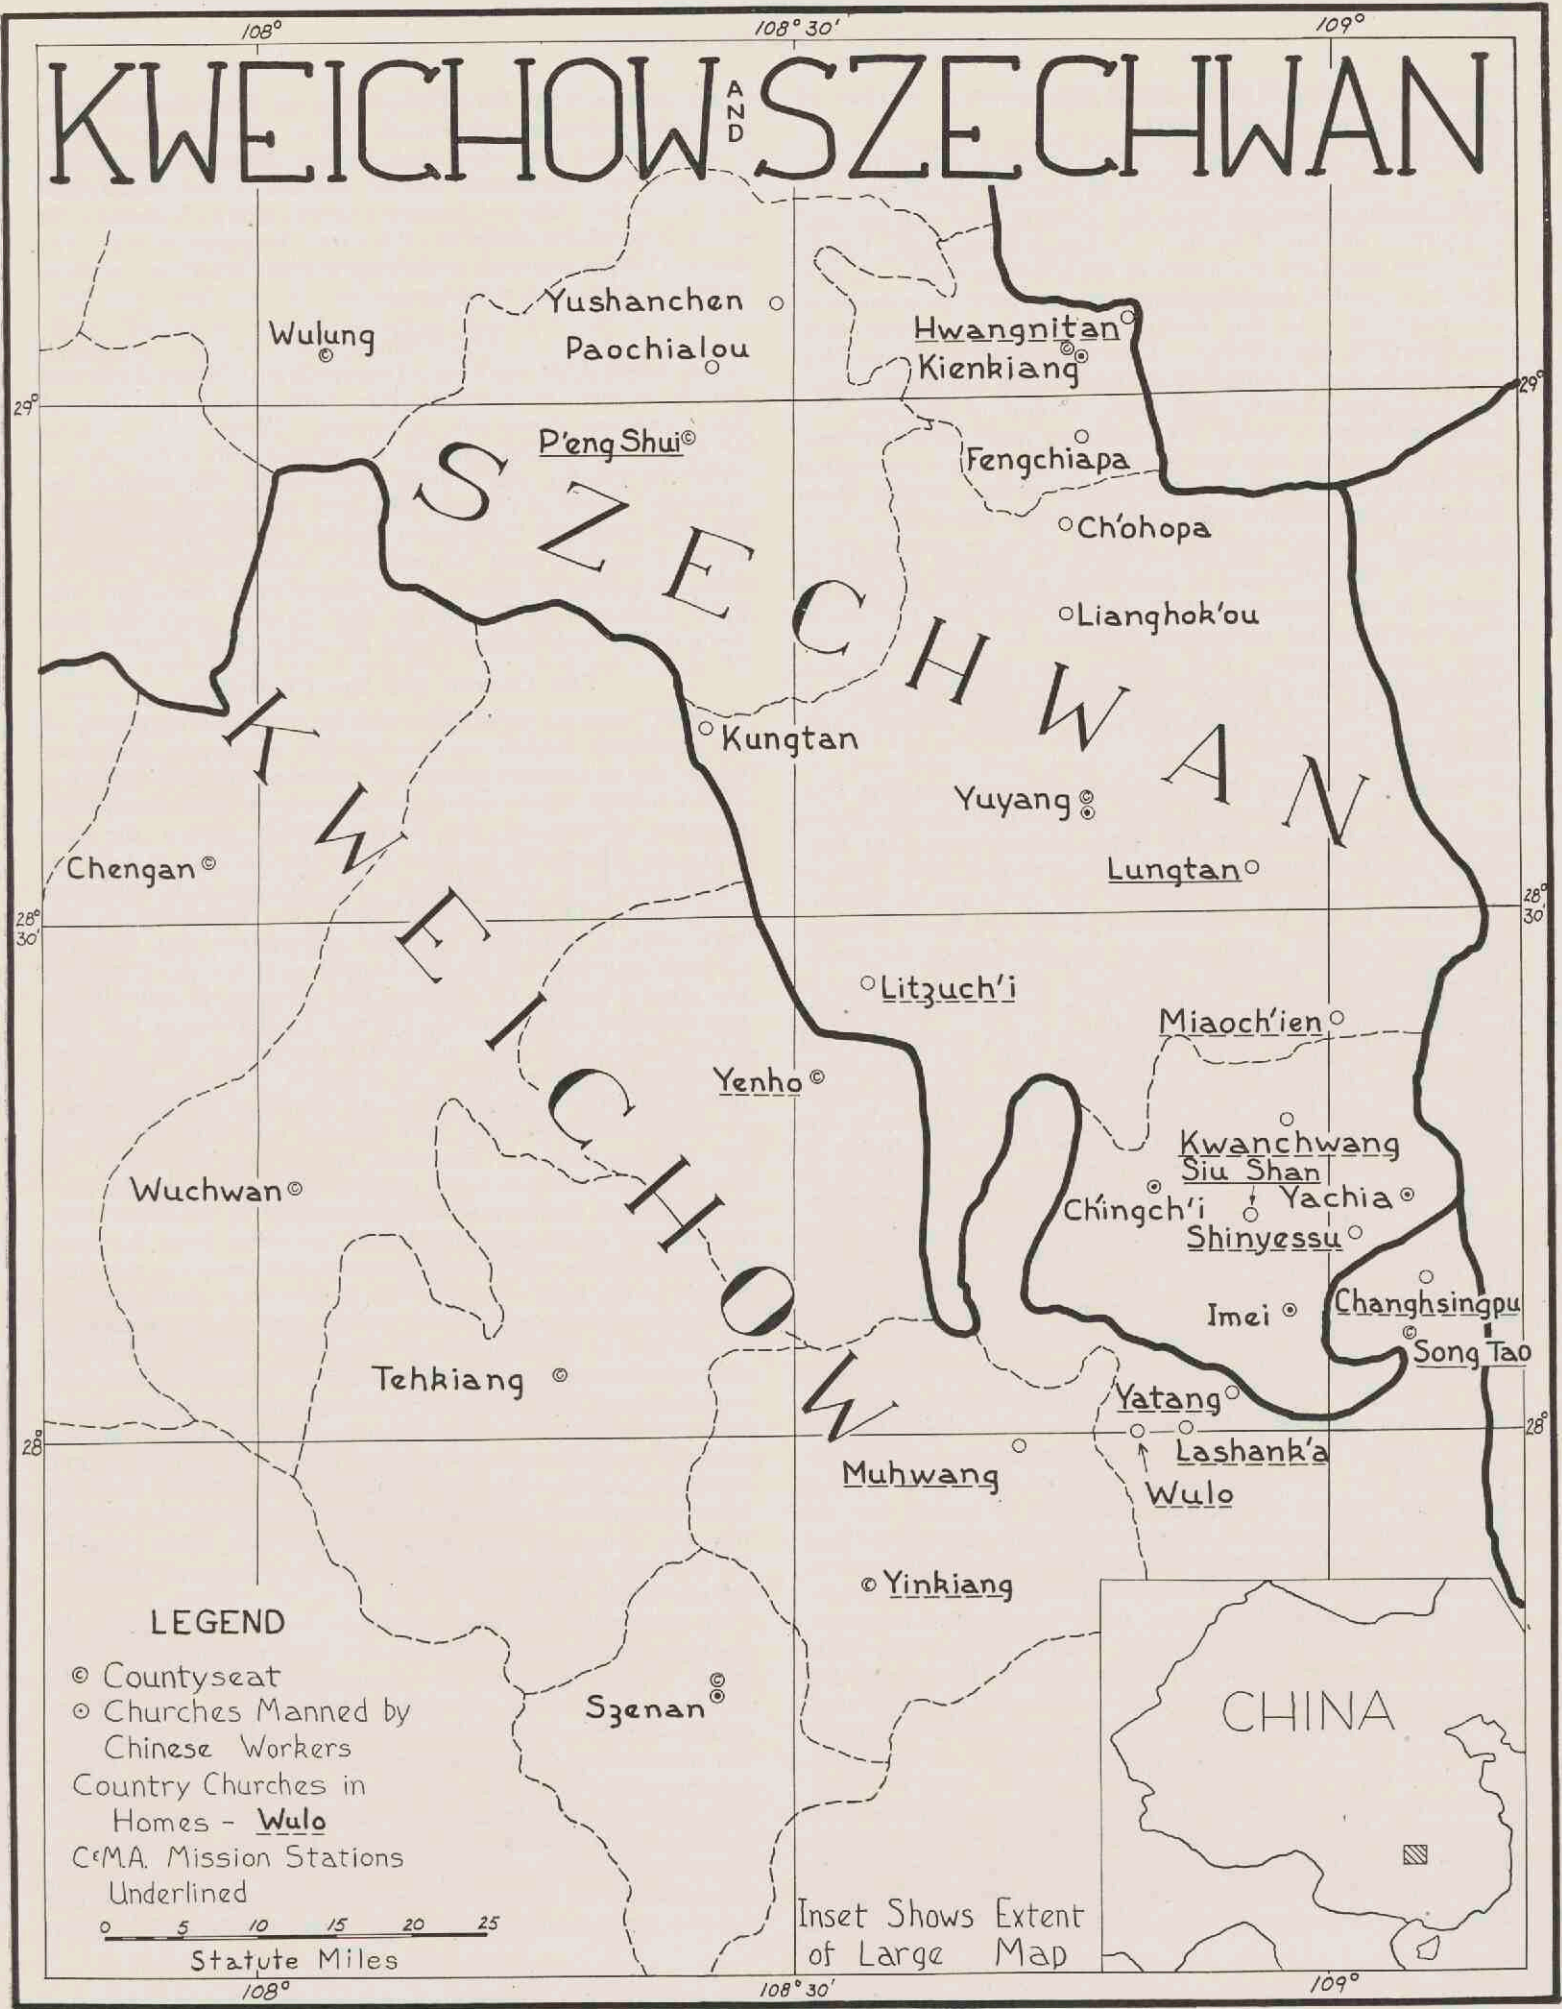 108° 108° 30' 109°
KWEICHOW AND SZECHWAN
Yushanchen
Wulung
Hwangnitan
Paochialou
Kienkiang
29° 29°
P'eng Shui
Fengchiapa
SZECHWAN
Ch'ohopa
Lianghok'ou
KWEICHOW
Kungtan
Yuyang
Chengan
Lungtan
28° 30' 28° 30'
Litzuch'i
Miaoch'ien
Yenho
Kwanchwang
Siu Shan
Wuchwan
Yachia
Ch'ingch'i
Shinyessu
Changhsingpu
Imei
Song Tao
Tehkiang
Yatang
28° 28°
Lashank'a
Muhwang
Wulo
Yinkiang
LEGEND
© Countyseat
⊙ Churches Manned by
Chinese Workers
Country Churches in
Homes - Wulo
C&M.A. Mission Stations
Underlined
0 5 10 15 20 25
Statute Miles
Szenan
CHINA
Inset Shows Extent
of Large Map
108° 108° 30' 109°